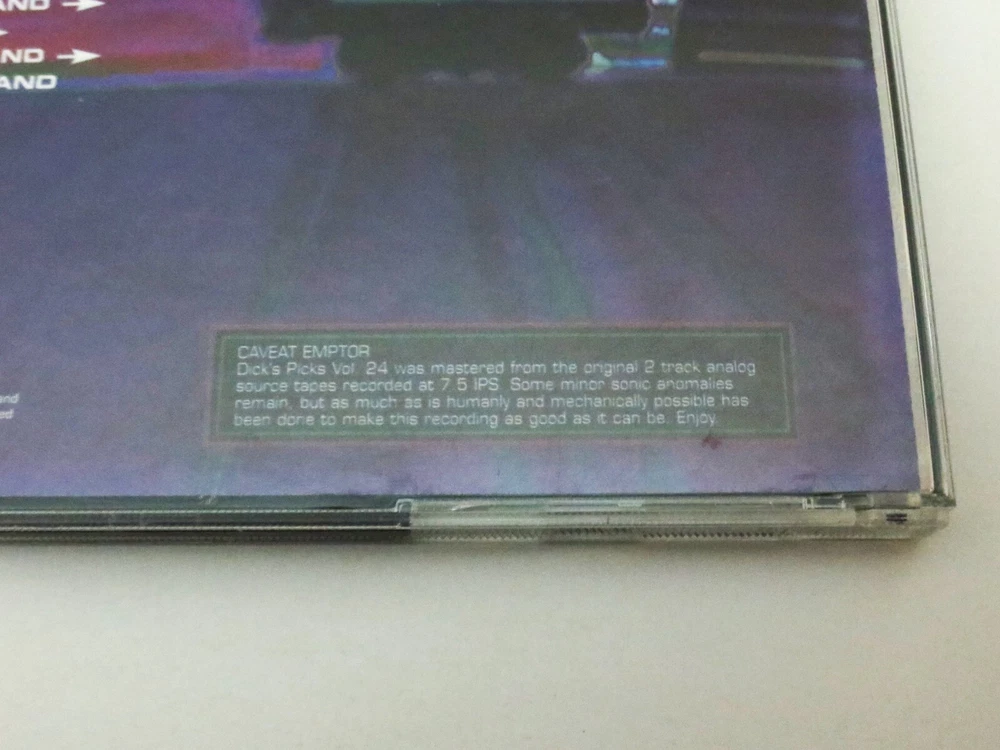 AND →
ND →
AND
and
ed
CAVEAT EMPTOR
Dick's Picks Vol. 24 was mastered from the original 2 track analog
source tapes recorded at 7.5 IPS. Some minor sonic anomalies
remain, but as much as is humanly and mechanically possible has
been done to make this recording as good as it can be. Enjoy.